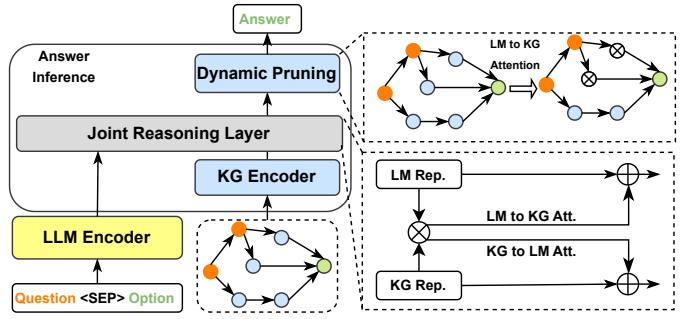 Answer
Answer
Inference
Dynamic Pruning
Joint Reasoning Layer
KG Encoder
LLM Encoder
Question <SEP> Option
LM to KG
Attention
LM Rep.
LM to KG Att.
KG to LM Att.
KG Rep.